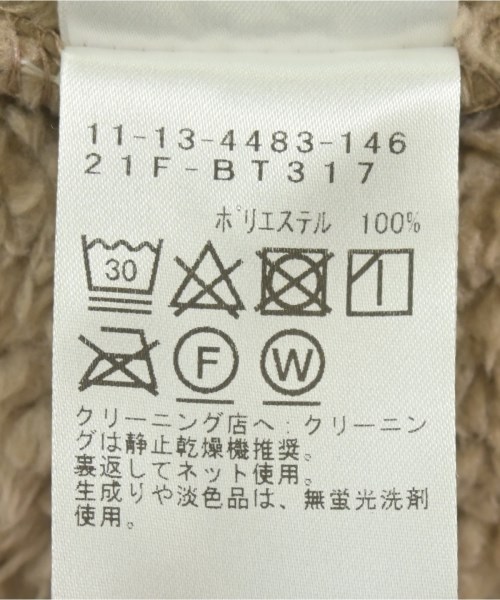 11-13-4483-146
21F-BT317
ポリエステル 100%
30
F W
クリーニング店へ:クリーニン
グは静止乾燥機推奨。
裏返してネット使用。
生成りや淡色品は、無蛍光洗剤
使用。